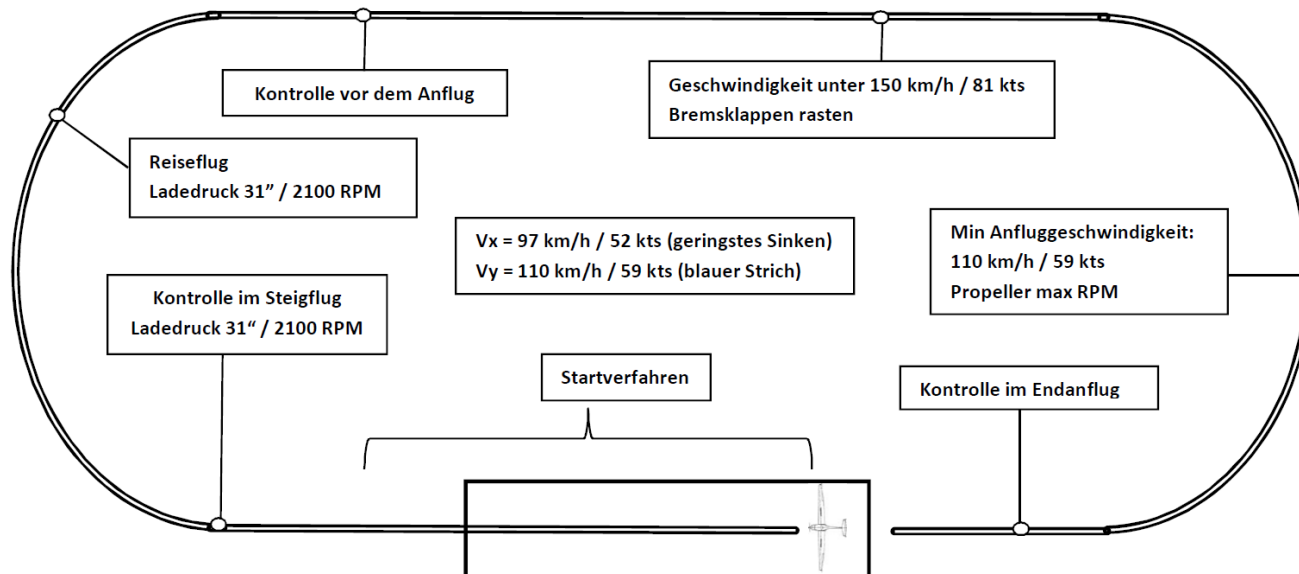 Kontrolle vor dem Anflug
Geschwindigkeit unter 150 km/h / 81 kts
Bremsklappen rasten
Reiseflug
Ladedruck 31” / 2100 RPM
Vx = 97 km/h / 52 kts (geringstes Sinken)
Vy = 110 km/h / 59 kts (blauer Strich)
Min Anfluggeschwindigkeit:
110 km/h / 59 kts
Propeller max RPM
Kontrolle im Steigflug
Ladedruck 31“ / 2100 RPM
Startverfahren
Kontrolle im Endanflug